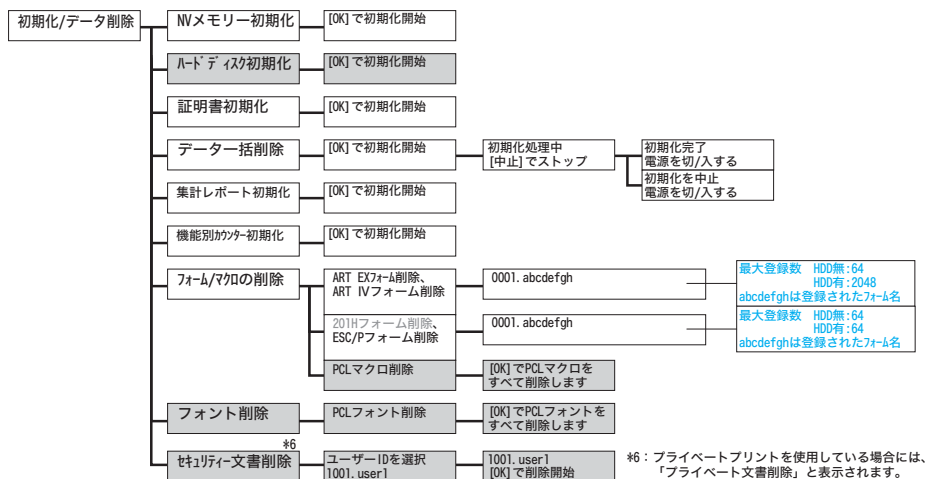 初期化/データ削除
NVメモリー初期化
[OK]で初期化開始
ハードディスク初期化
[OK]で初期化開始
証明書初期化
[OK]で初期化開始
データ一括削除
[OK]で初期化開始
初期化処理中
[中止]でストップ
初期化完了
電源を切/入する
初期化を中止
電源を切/入する
集計レポート初期化
[OK]で初期化開始
機能別カウンター初期化
[OK]で初期化開始
フォーム/マクロの削除
ART EXフォーム削除、
ART IVフォーム削除
0001. abcdefgh
最大登録数 HDD無:64
HDD有:2048
abcdefghは登録されたフォーム名
201Hフォーム削除、
ESC/Pフォーム削除
0001. abcdefgh
最大登録数 HDD無:64
HDD有:64
abcdefghは登録されたフォーム名
PCLマクロ削除
[OK]でPCLマクロを
すべて削除します
フォント削除
PCLフォント削除
[OK]でPCLフォントを
すべて削除します
*6
セキュリティー文書削除
ユーザーIDを選択
1001. user1
1001. user1
[OK]で削除開始
*6：プライベートプリントを使用している場合には、
「プライベート文書削除」と表示されます。